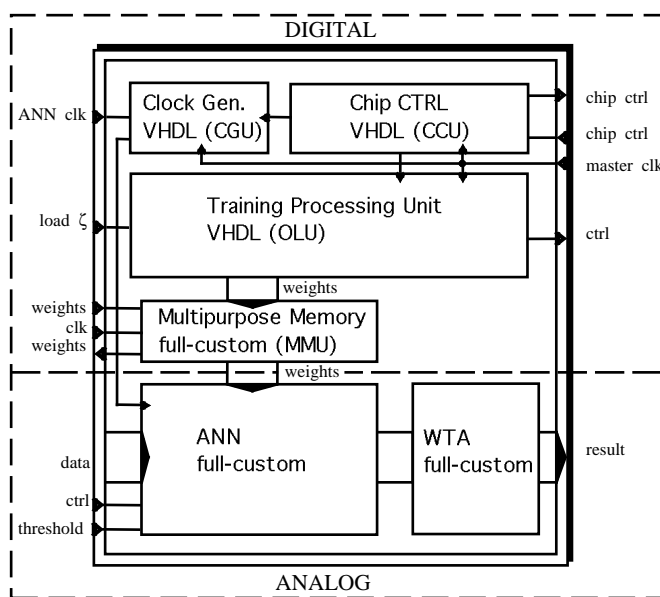 DIGITAL
ANN clk
Clock Gen.
VHDL (CGU)
Chip CTRL
VHDL (CCU)
chip ctrl
chip ctrl
master clk
load ζ
Training Processing Unit
VHDL (OLU)
ctrl
weights
weights
clk
weights
Multipurpose Memory
full-custom (MMU)
weights
ANN
full-custom
WTA
full-custom
result
data
ctrl
threshold
ANALOG